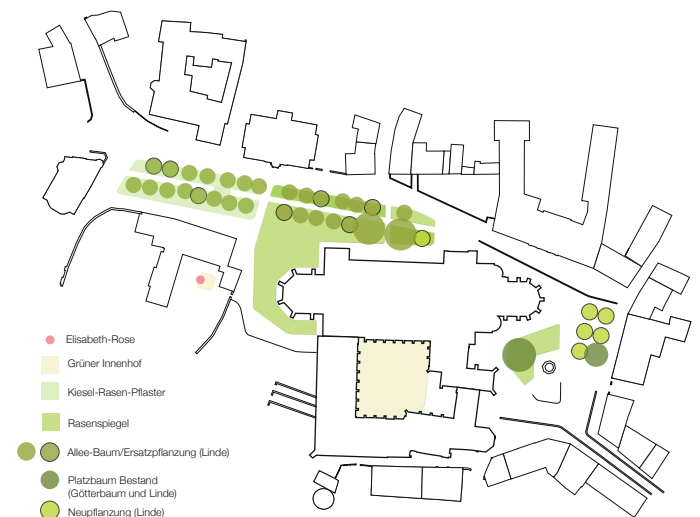 Elisabeth-Rose
Grüner Innenhof
Kiesel-Rasen-Pflaster
Rasenspiegel
Allee-Baum/Ersatzpflanzung (Linde)
Platzbaum Bestand
(Götterbaum und Linde)
Neupflanzung (Linde)